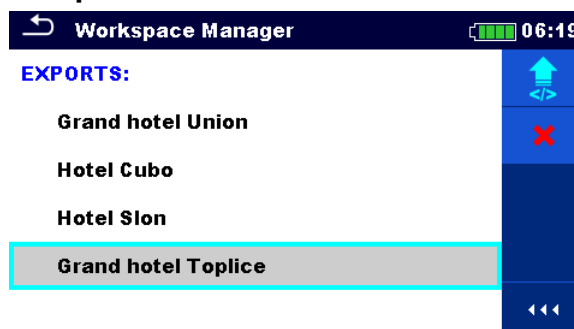 Workspace Manager 06:19
EXPORTS:
</>
Grand hotel Union
Hotel Cubo
Hotel Slon
Grand hotel Toplice